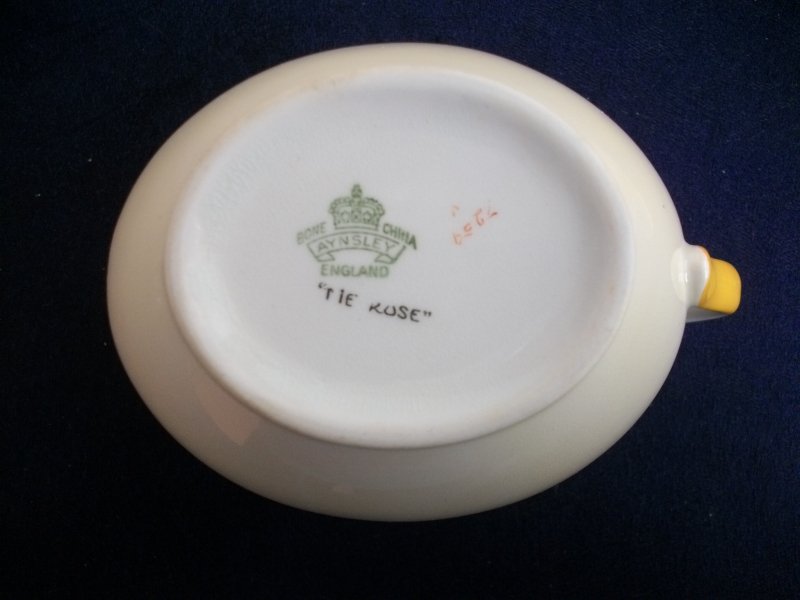 BONE CHINA
AYNSLEY
ENGLAND
"TIE ROSE"